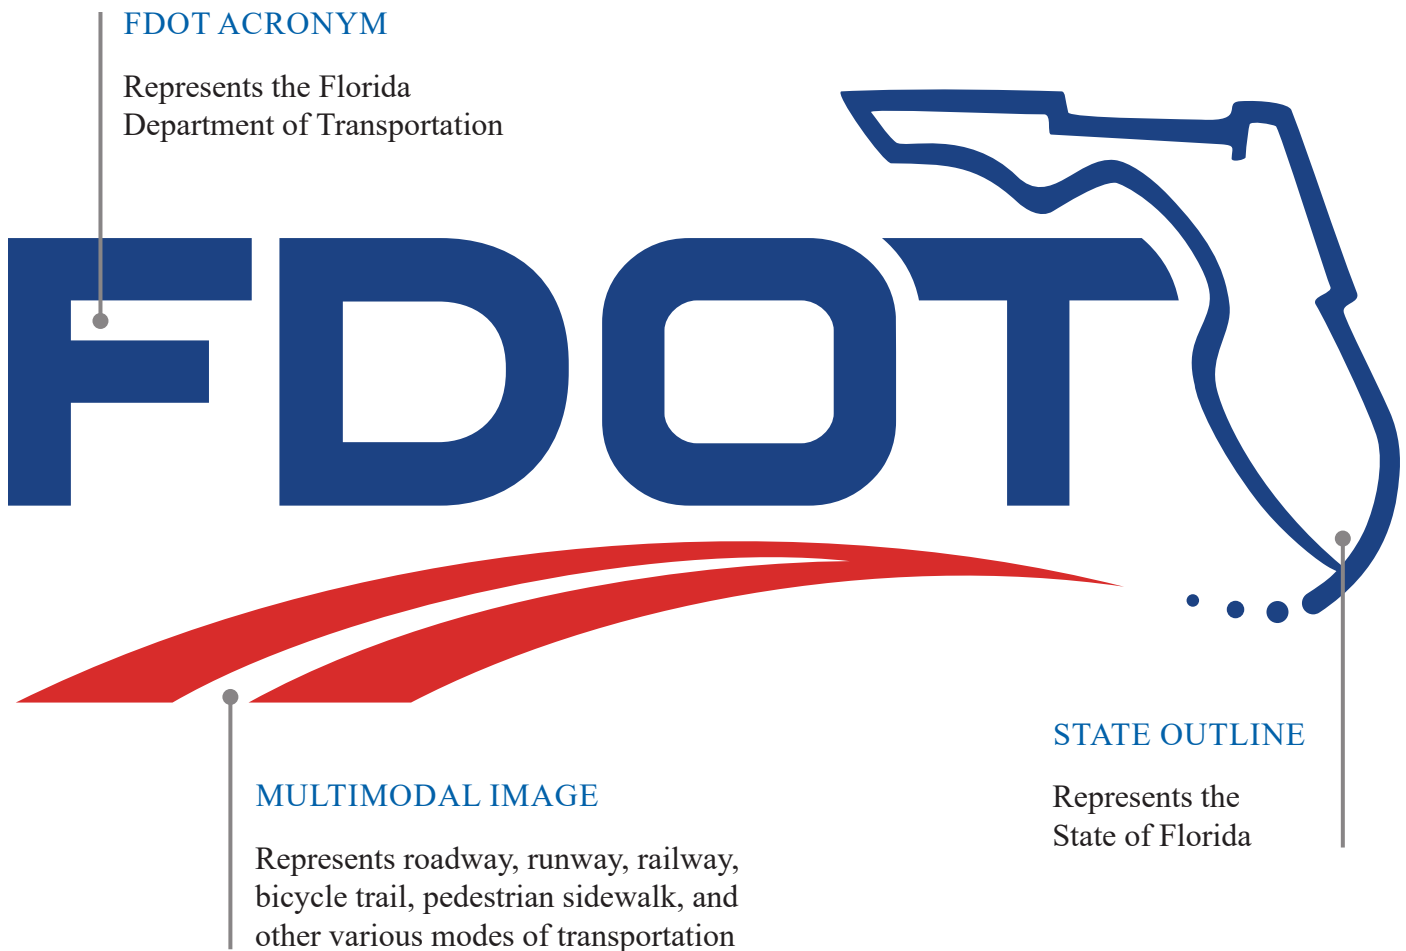 FDOT ACRONYM
Represents the Florida
Department of Transportation
FDOT
MULTIMODAL IMAGE
Represents roadway, runway, railway,
bicycle trail, pedestrian sidewalk, and
other various modes of transportation
STATE OUTLINE
Represents the
State of Florida